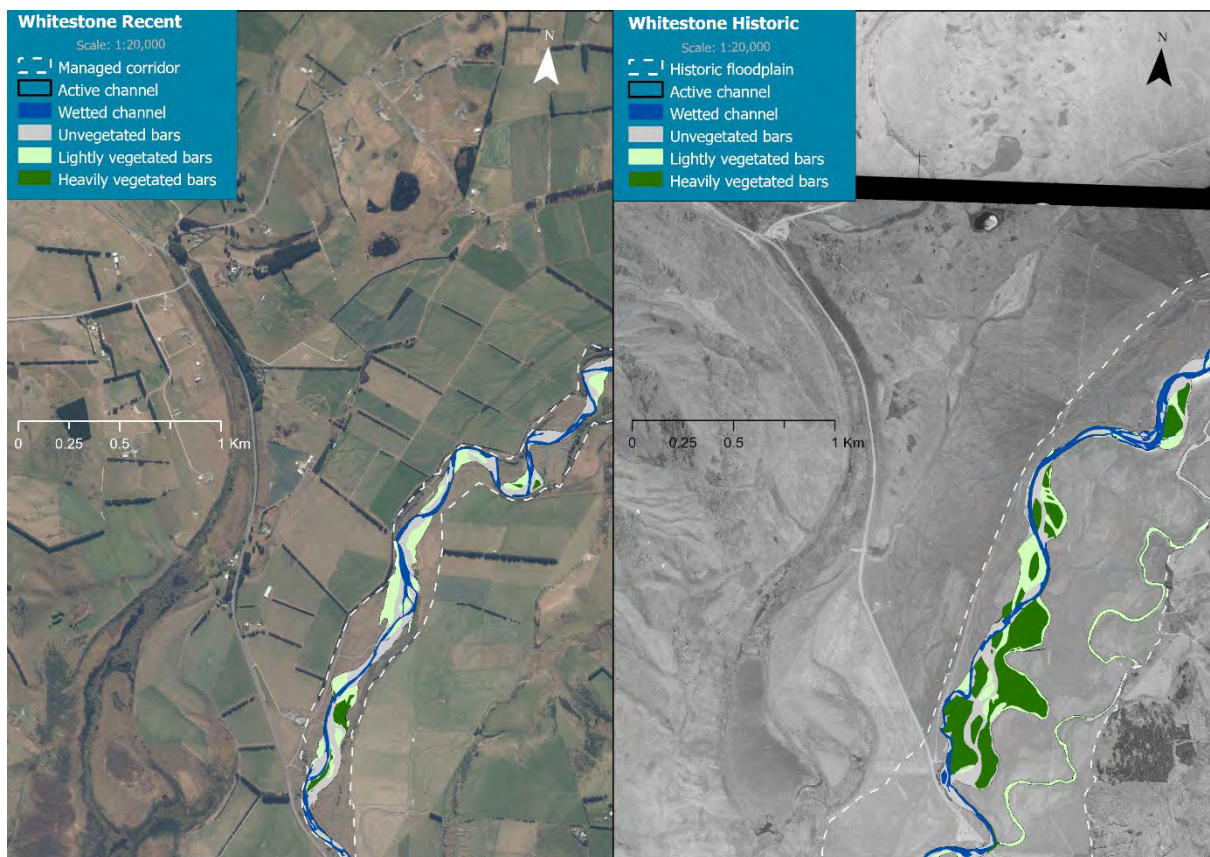 Whitestone Recent
Scale: 1:20,000
N
Managed corridor
Active channel
Wetted channel
Unvegetated bars
Lightly vegetated bars
Heavily vegetated bars
0 0.25 0.5 1 Km
Whitestone Historic
Scale: 1:20,000
N
Historic floodplain
Active channel
Wetted channel
Unvegetated bars
Lightly vegetated bars
Heavily vegetated bars
0 0.25 0.5 1 Km